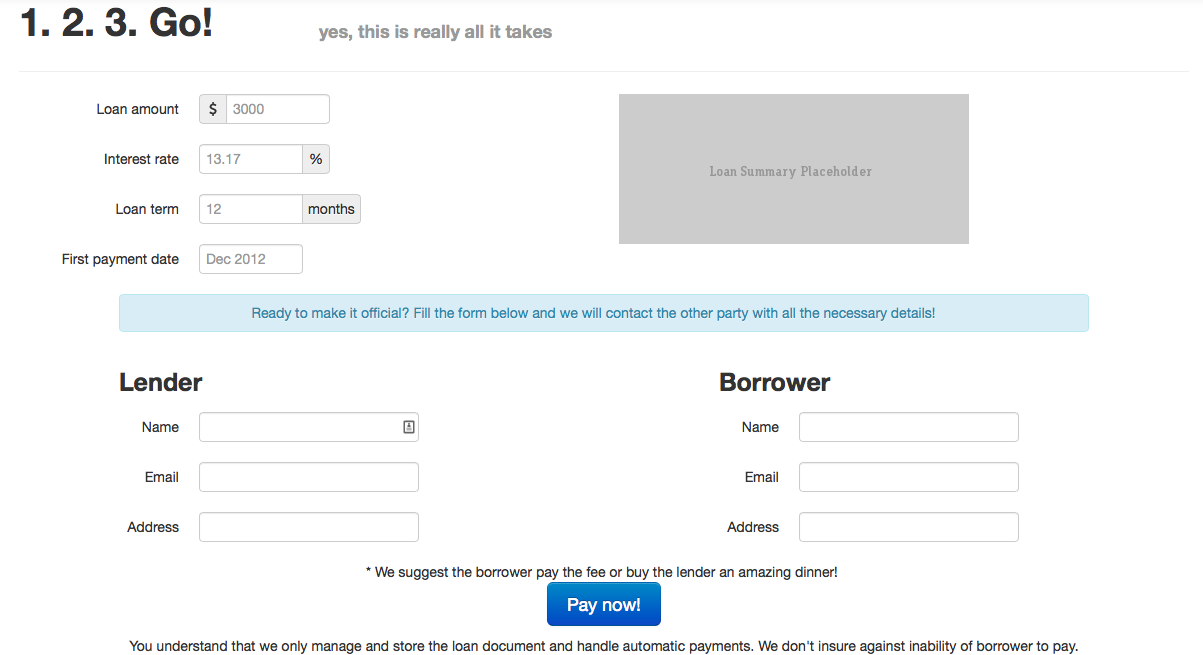 1. 2. 3. Go! yes, this is really all it takes
Loan amount $ 3000
Loan Summary Placeholder
Interest rate 13.17 %
Loan term 12 months
First payment date Dec 2012
Ready to make it official? Fill the form below and we will contact the other party with all the necessary details!
Lender
Name
Email
Address
Borrower
Name
Email
Address
* We suggest the borrower pay the fee or buy the lender an amazing dinner!
Pay now!
You understand that we only manage and store the loan document and handle automatic payments. We don't insure against inability of borrower to pay.